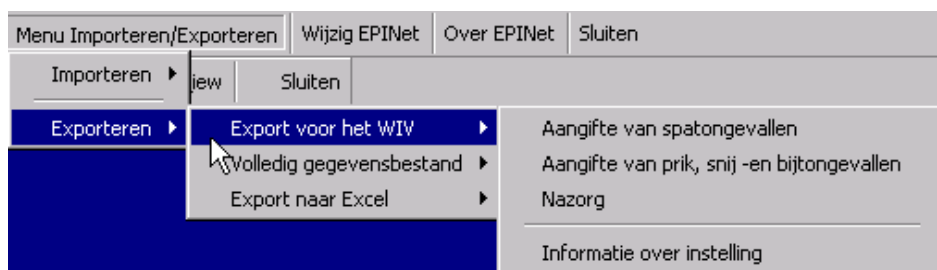 Menu Importeren/Exporteren Wijzig EPINet Over EPINet Sluiten
Importeren iew Sluiten
Exporteren Export voor het WIV Aangifte van spatongevallen
Volledig gegevensbestand Aangifte van prik, snij -en bijtongevallen
Export naar Excel Nazorg
Informatie over instelling